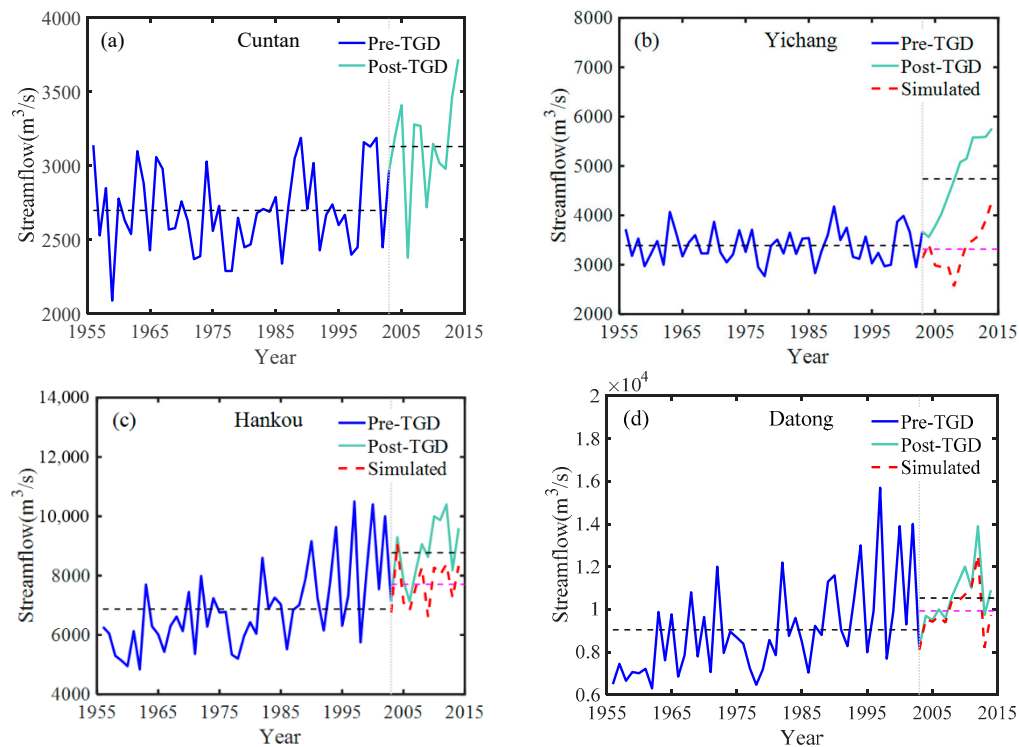 (a) Cuntan
Pre-TGD
Post-TGD
Streamflow(m³/s)
4000
3500
3000
2500
2000
1955 1965 1975 1985 1995 2005 2015
Year
(b) Yichang
Pre-TGD
Post-TGD
Simulated
Streamflow(m³/s)
8000
7000
6000
5000
4000
3000
2000
1955 1965 1975 1985 1995 2005 2015
Year
(c) Hankou
Pre-TGD
Post-TGD
Simulated
Streamflow(m³/s)
14,000
12,000
10,000
8000
6000
4000
1955 1965 1975 1985 1995 2005 2015
Year
×10⁴
(d) Datong
Pre-TGD
Post-TGD
Simulated
Streamflow(m³/s)
2
1.8
1.6
1.4
1.2
1
0.8
0.6
1955 1965 1975 1985 1995 2005 2015
Year